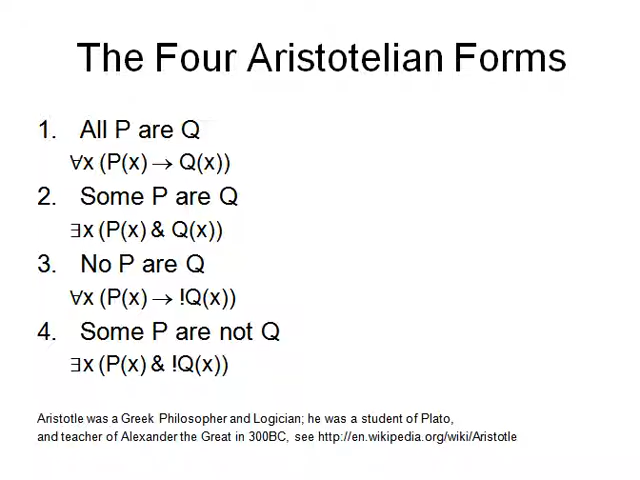 The Four Aristotelian Forms
1. All P are Q
∀x (P(x) → Q(x))
2. Some P are Q
∃x (P(x) & Q(x))
3. No P are Q
∀x (P(x) → !Q(x))
4. Some P are not Q
∃x (P(x) & !Q(x))
Aristotle was a Greek Philosopher and Logician; he was a student of Plato,
and teacher of Alexander the Great in 300BC, see http://en.wikipedia.org/wiki/Aristotle